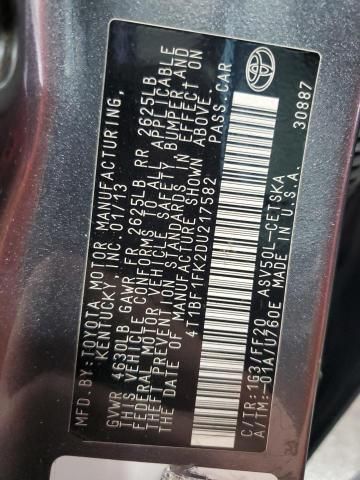 MFD.BY:TOYOTA MOTOR MANUFACTURING,
KENTUCKY, INC. 01/13
GVWR 4630LB GAWR FR 2625LB RR 2625LB
THIS VEHICLE CONFORMS TO ALL APPLICABLE
FEDERAL MOTOR VEHICLE SAFETY, BUMPER, AND
THEFT PREVENTION STANDARDS IN EFFECT ON
THE DATE OF MANUFACTURE SHOWN ABOVE.
4T1BF1FK2DU217582 PASS.CAR
C/TR:1G3/FF20 ASV50L-CETSKA
A/TM:-01A/U760E MADE IN U.S.A.
30887
TOYOTA